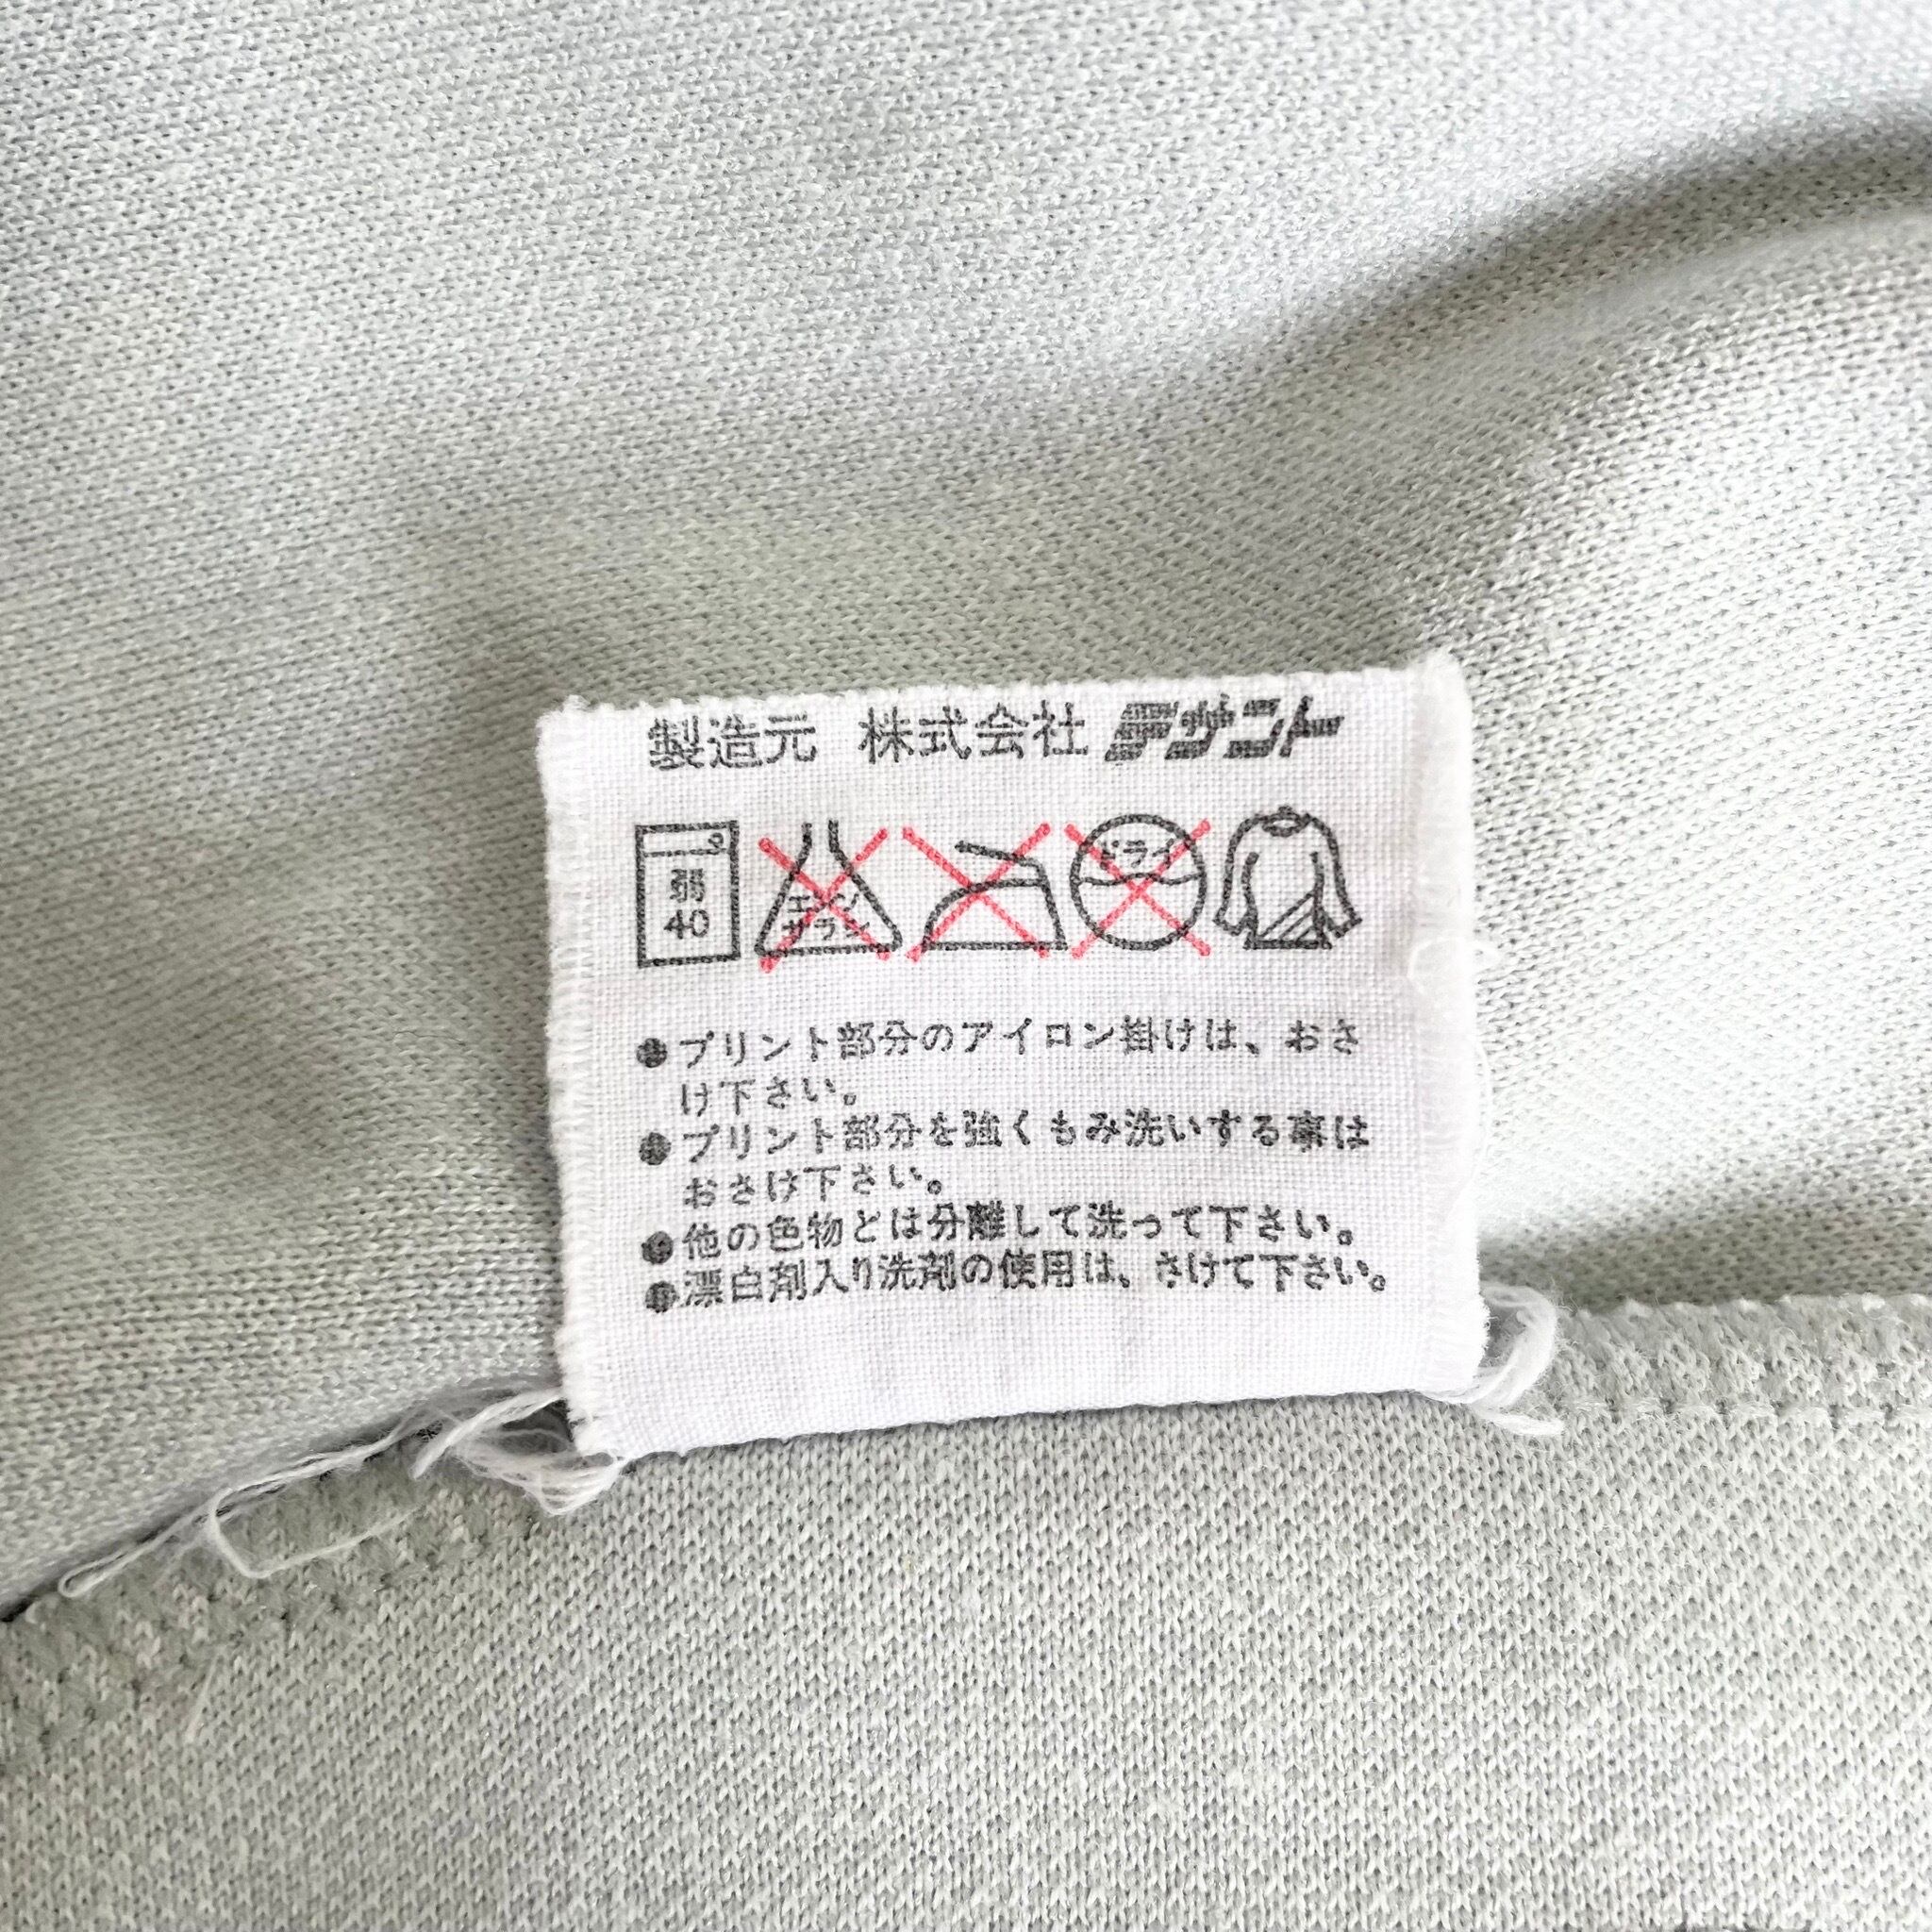 製造元 株式会社デサント
弱
40
エンソ
サラシ
ドライ
●プリント部分のアイロン掛けは、おさ
け下さい。
●プリント部分を強くもみ洗いする事は
おさけ下さい。
●他の色物とは分離して洗って下さい。
●漂白剤入り洗剤の使用は、さけて下さい。